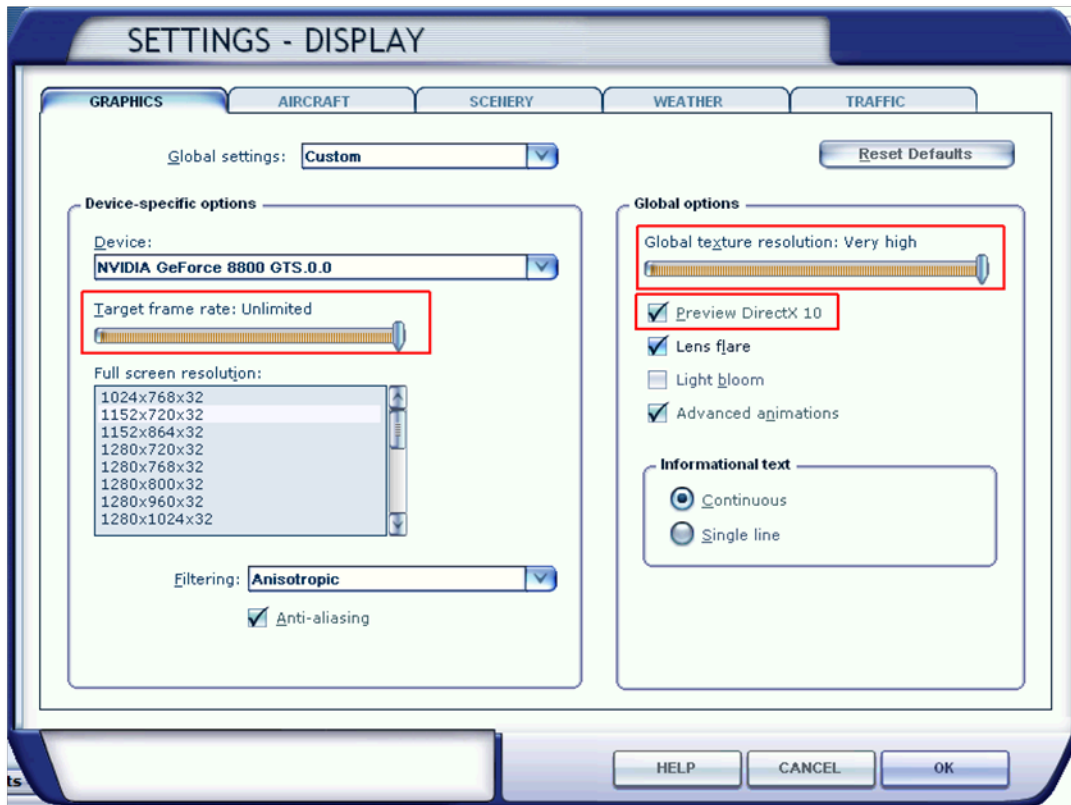 SETTINGS - DISPLAY
GRAPHICS
AIRCRAFT
SCENERY
WEATHER
TRAFFIC
Global settings: Custom
Reset Defaults
Device-specific options
Device:
NVIDIA GeForce 8800 GTS.0.0
Target frame rate: Unlimited
Full screen resolution:
1024x768x32
1152x720x32
1152x864x32
1280x720x32
1280x768x32
1280x800x32
1280x960x32
1280x1024x32
Filtering: Anisotropic
Anti-aliasing
Global options
Global texture resolution: Very high
Preview DirectX 10
Lens flare
Light bloom
Advanced animations
Informational text
Continuous
Single line
ts
HELP
CANCEL
OK